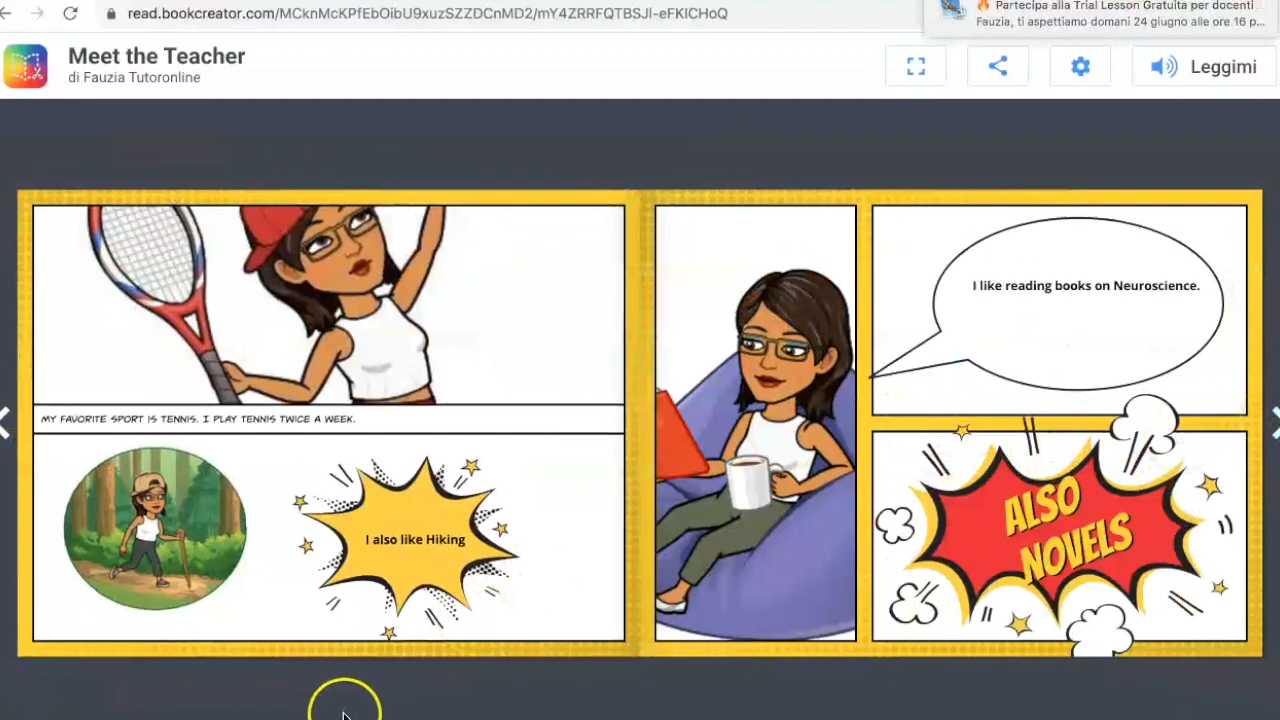 read.bookcreator.com/MCknMcKPfEbOibU9xuzSZZDCnMD2/mY4ZRRFQTBSJl-eFKlCHoQ
Partecipa alla Trial Lesson Gratuita per docenti
Fauzia, ti aspettiamo domani 24 giugno alle ore 16 p...
Meet the Teacher
di Fauzia Tutoronline
Leggimi
MY FAVORITE SPORT IS TENNIS. I PLAY TENNIS TWICE A WEEK.
I also like Hiking
I like reading books on Neuroscience.
ALSO
NOVELS